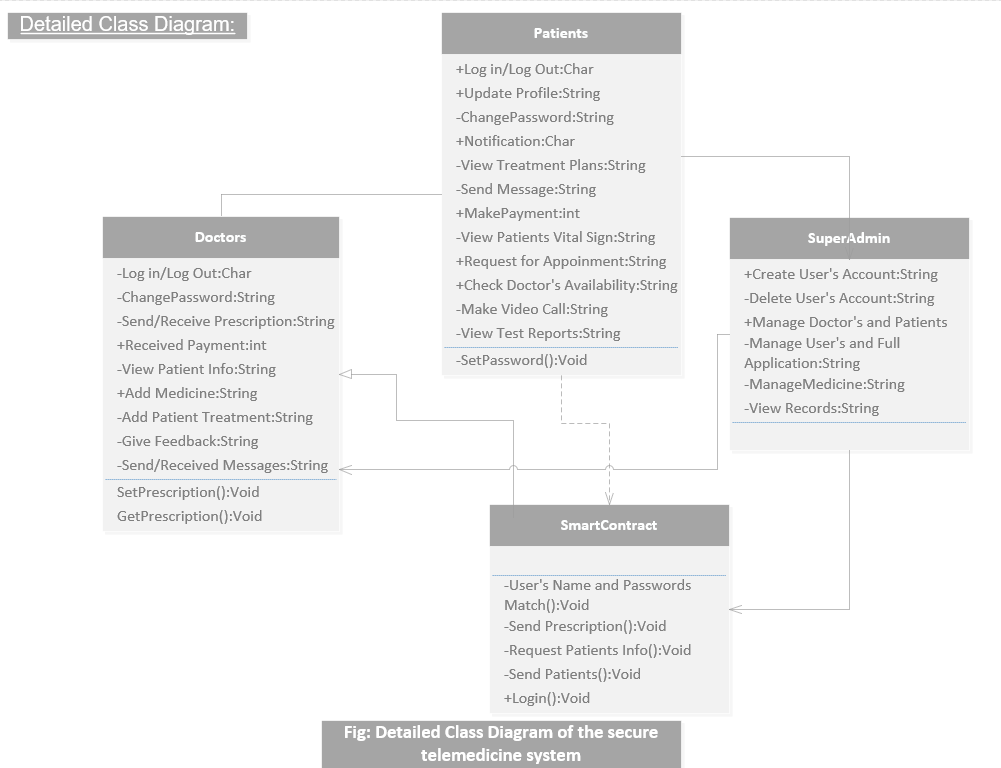 Detailed Class Diagram:
Patients
+Log in/Log Out:Char
+Update Profile:String
-ChangePassword:String
+Notification:Char
-View Treatment Plans:String
-Send Message:String
+MakePayment:int
-View Patients Vital Sign:String
+Request for Appoinment:String
+Check Doctor's Availability:String
-Make Video Call:String
-View Test Reports:String
-SetPassword():Void
Doctors
-Log in/Log Out:Char
-ChangePassword:String
-Send/Receive Prescription:String
+Received Payment:int
-View Patient Info:String
+Add Medicine:String
-Add Patient Treatment:String
-Give Feedback:String
-Send/Received Messages:String
SetPrescription():Void
GetPrescription():Void
SuperAdmin
+Create User's Account:String
-Delete User's Account:String
+Manage Doctor's and Patients
-Manage User's and Full
Application:String
-ManageMedicine:String
-View Records:String
SmartContract
-User's Name and Passwords
Match():Void
-Send Prescription():Void
-Request Patients Info():Void
-Send Patients():Void
+Login():Void
Fig: Detailed Class Diagram of the secure
telemedicine system